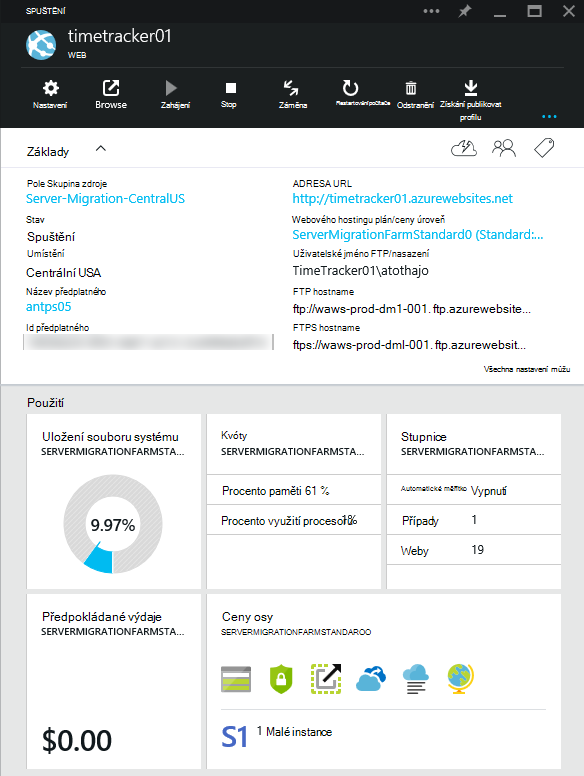 SPUŠTĚNÍ
timetracker01
WEB
Nastavení
Browse
Zahájení
Stop
Záměna
Restartování počítače
Odstranění
Získání publikovat
profilu
Základy
Pole Skupina zdroje
Server-Migration-CentralUS
Stav
Spuštění
Umístění
Centrální USA
Název předplatného
antps05
Id předplatného
ADRESA URL
http://timetracker01.azurewebsites.net
Webového hostingu plán/ceny úroveň
ServerMigrationFarmStandard0 (Standard:...
Uživatelské jméno FTP/nasazení
TimeTracker01\atothajo
FTP hostname
ftp://waws-prod-dm1-001. ftp.azurewebsite...
FTPS hostname
ftps://waws-prod-dml-001. ftp.azurewebsit...
Všechna nastavení můžu
Použití
Uložení souboru systému
SERVERMIGRATIONFARMSTA...
9.97%
Kvóty
SERVERMIGRATIONFARMSTA...
Procento paměti 61 %
Procento využití procesorů 1%
Stupnice
SERVERMIGRATIONFARMSTA...
Automatické měřítko Vypnutí
Případy 1
Weby 19
Předpokládané výdaje
SERVERMIGRATIONFARMSTA...
$0.00
Ceny osy
SERVERMIGRATIONFARMSTANDAROO
S1 1 Malé instance